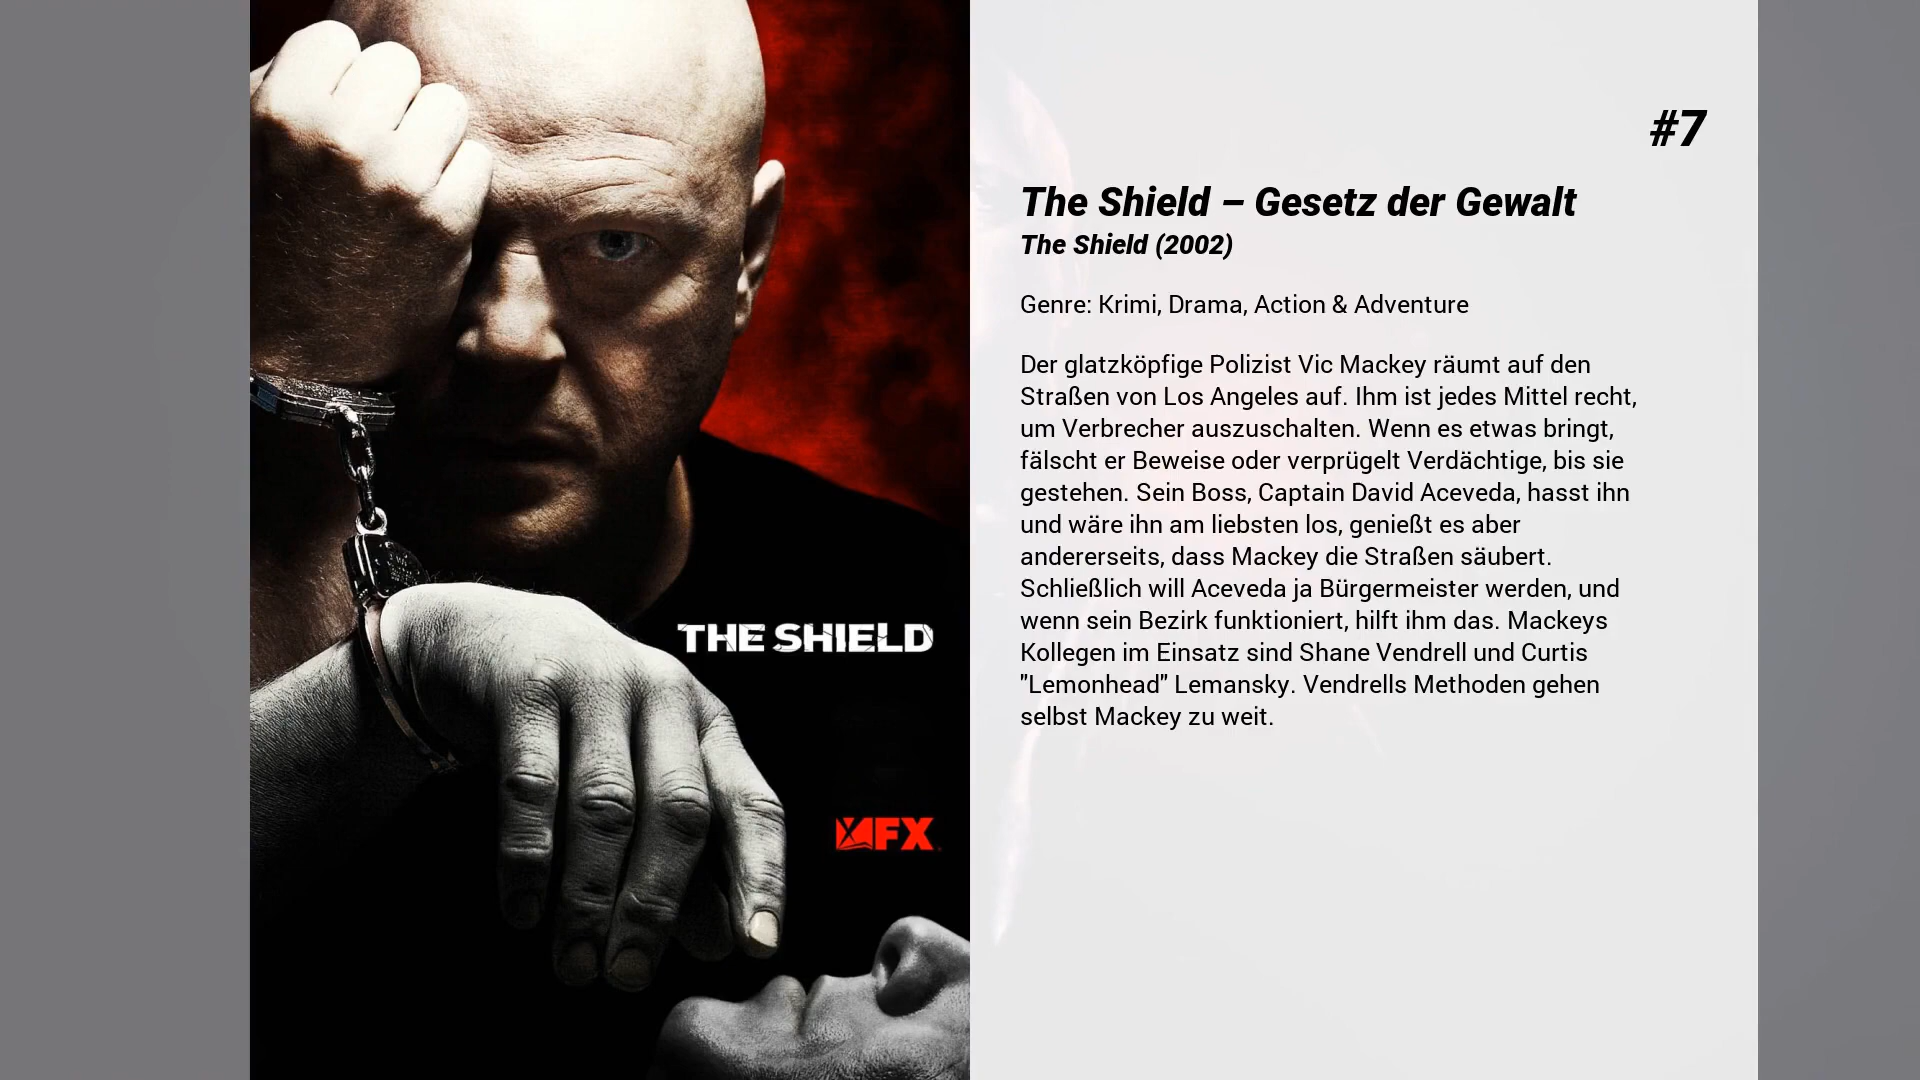 #7
The Shield – Gesetz der Gewalt
The Shield (2002)
Genre: Krimi, Drama, Action & Adventure
Der glatzköpfige Polizist Vic Mackey räumt auf den
Straßen von Los Angeles auf. Ihm ist jedes Mittel recht,
um Verbrecher auszuschalten. Wenn es etwas bringt,
fälscht er Beweise oder verprügelt Verdächtige, bis sie
gestehen. Sein Boss, Captain David Aceveda, hasst ihn
und wäre ihn am liebsten los, genießt es aber
andererseits, dass Mackey die Straßen säubert.
Schließlich will Aceveda ja Bürgermeister werden, und
wenn sein Bezirk funktioniert, hilft ihm das. Mackeys
Kollegen im Einsatz sind Shane Vendrell und Curtis
"Lemonhead" Lemansky. Vendrells Methoden gehen
selbst Mackey zu weit.
THE SHIELD
FX